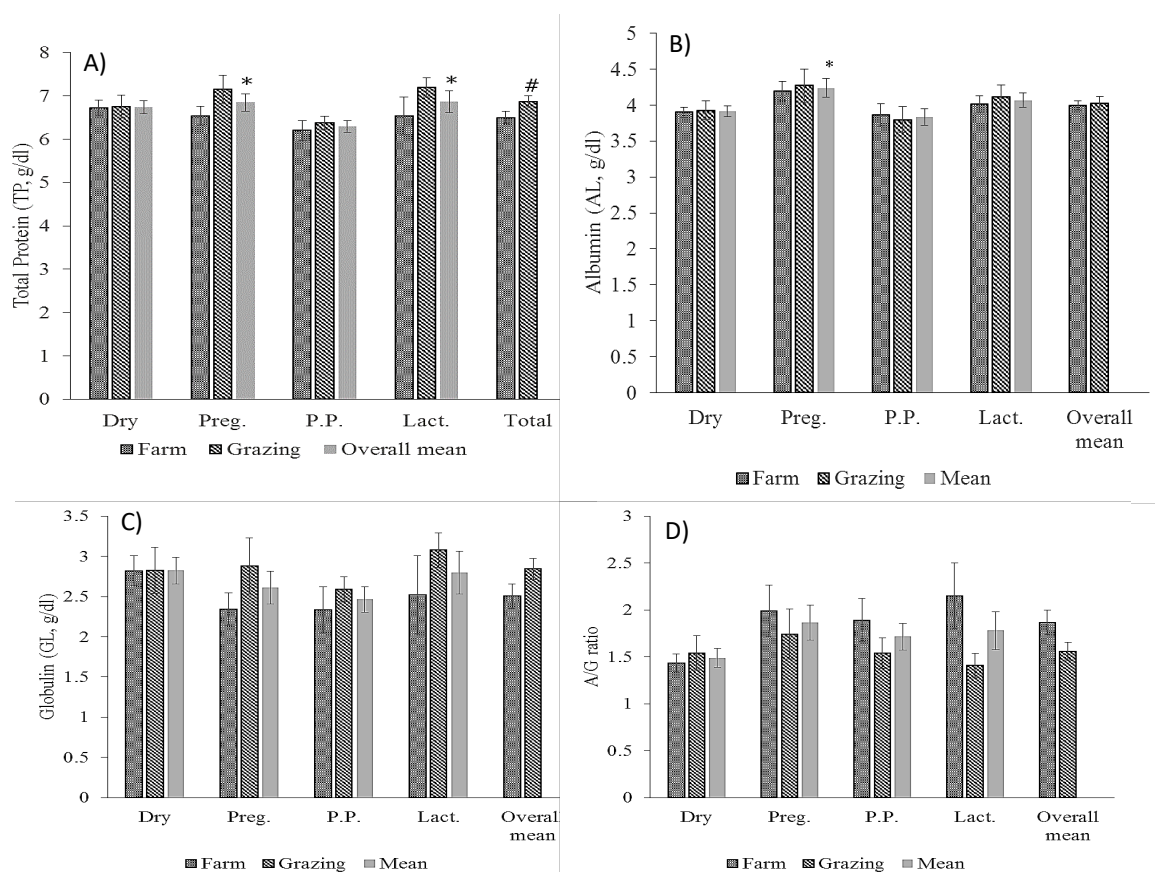 A)
Total Protein (TP, g/dl)
8
7
6
5
4
3
2
1
0
* * #
Dry Preg. P.P. Lact. Total
Farm Grazing Overall mean
B)
Albumin (AL, g/dl)
5
4.5
4
3.5
3
2.5
2
1.5
1
0.5
0
*
Dry Preg. P.P. Lact. Overall
mean
Farm Grazing Mean
C)
Globulin (GL, g/dl)
3.5
3
2.5
2
1.5
1
0.5
0
Dry Preg. P.P. Lact. Overall
mean
Farm Grazing Mean
D)
A/G ratio
3
2.5
2
1.5
1
0.5
0
Dry Preg. P.P. Lact. Overall
mean
Farm Grazing Mean